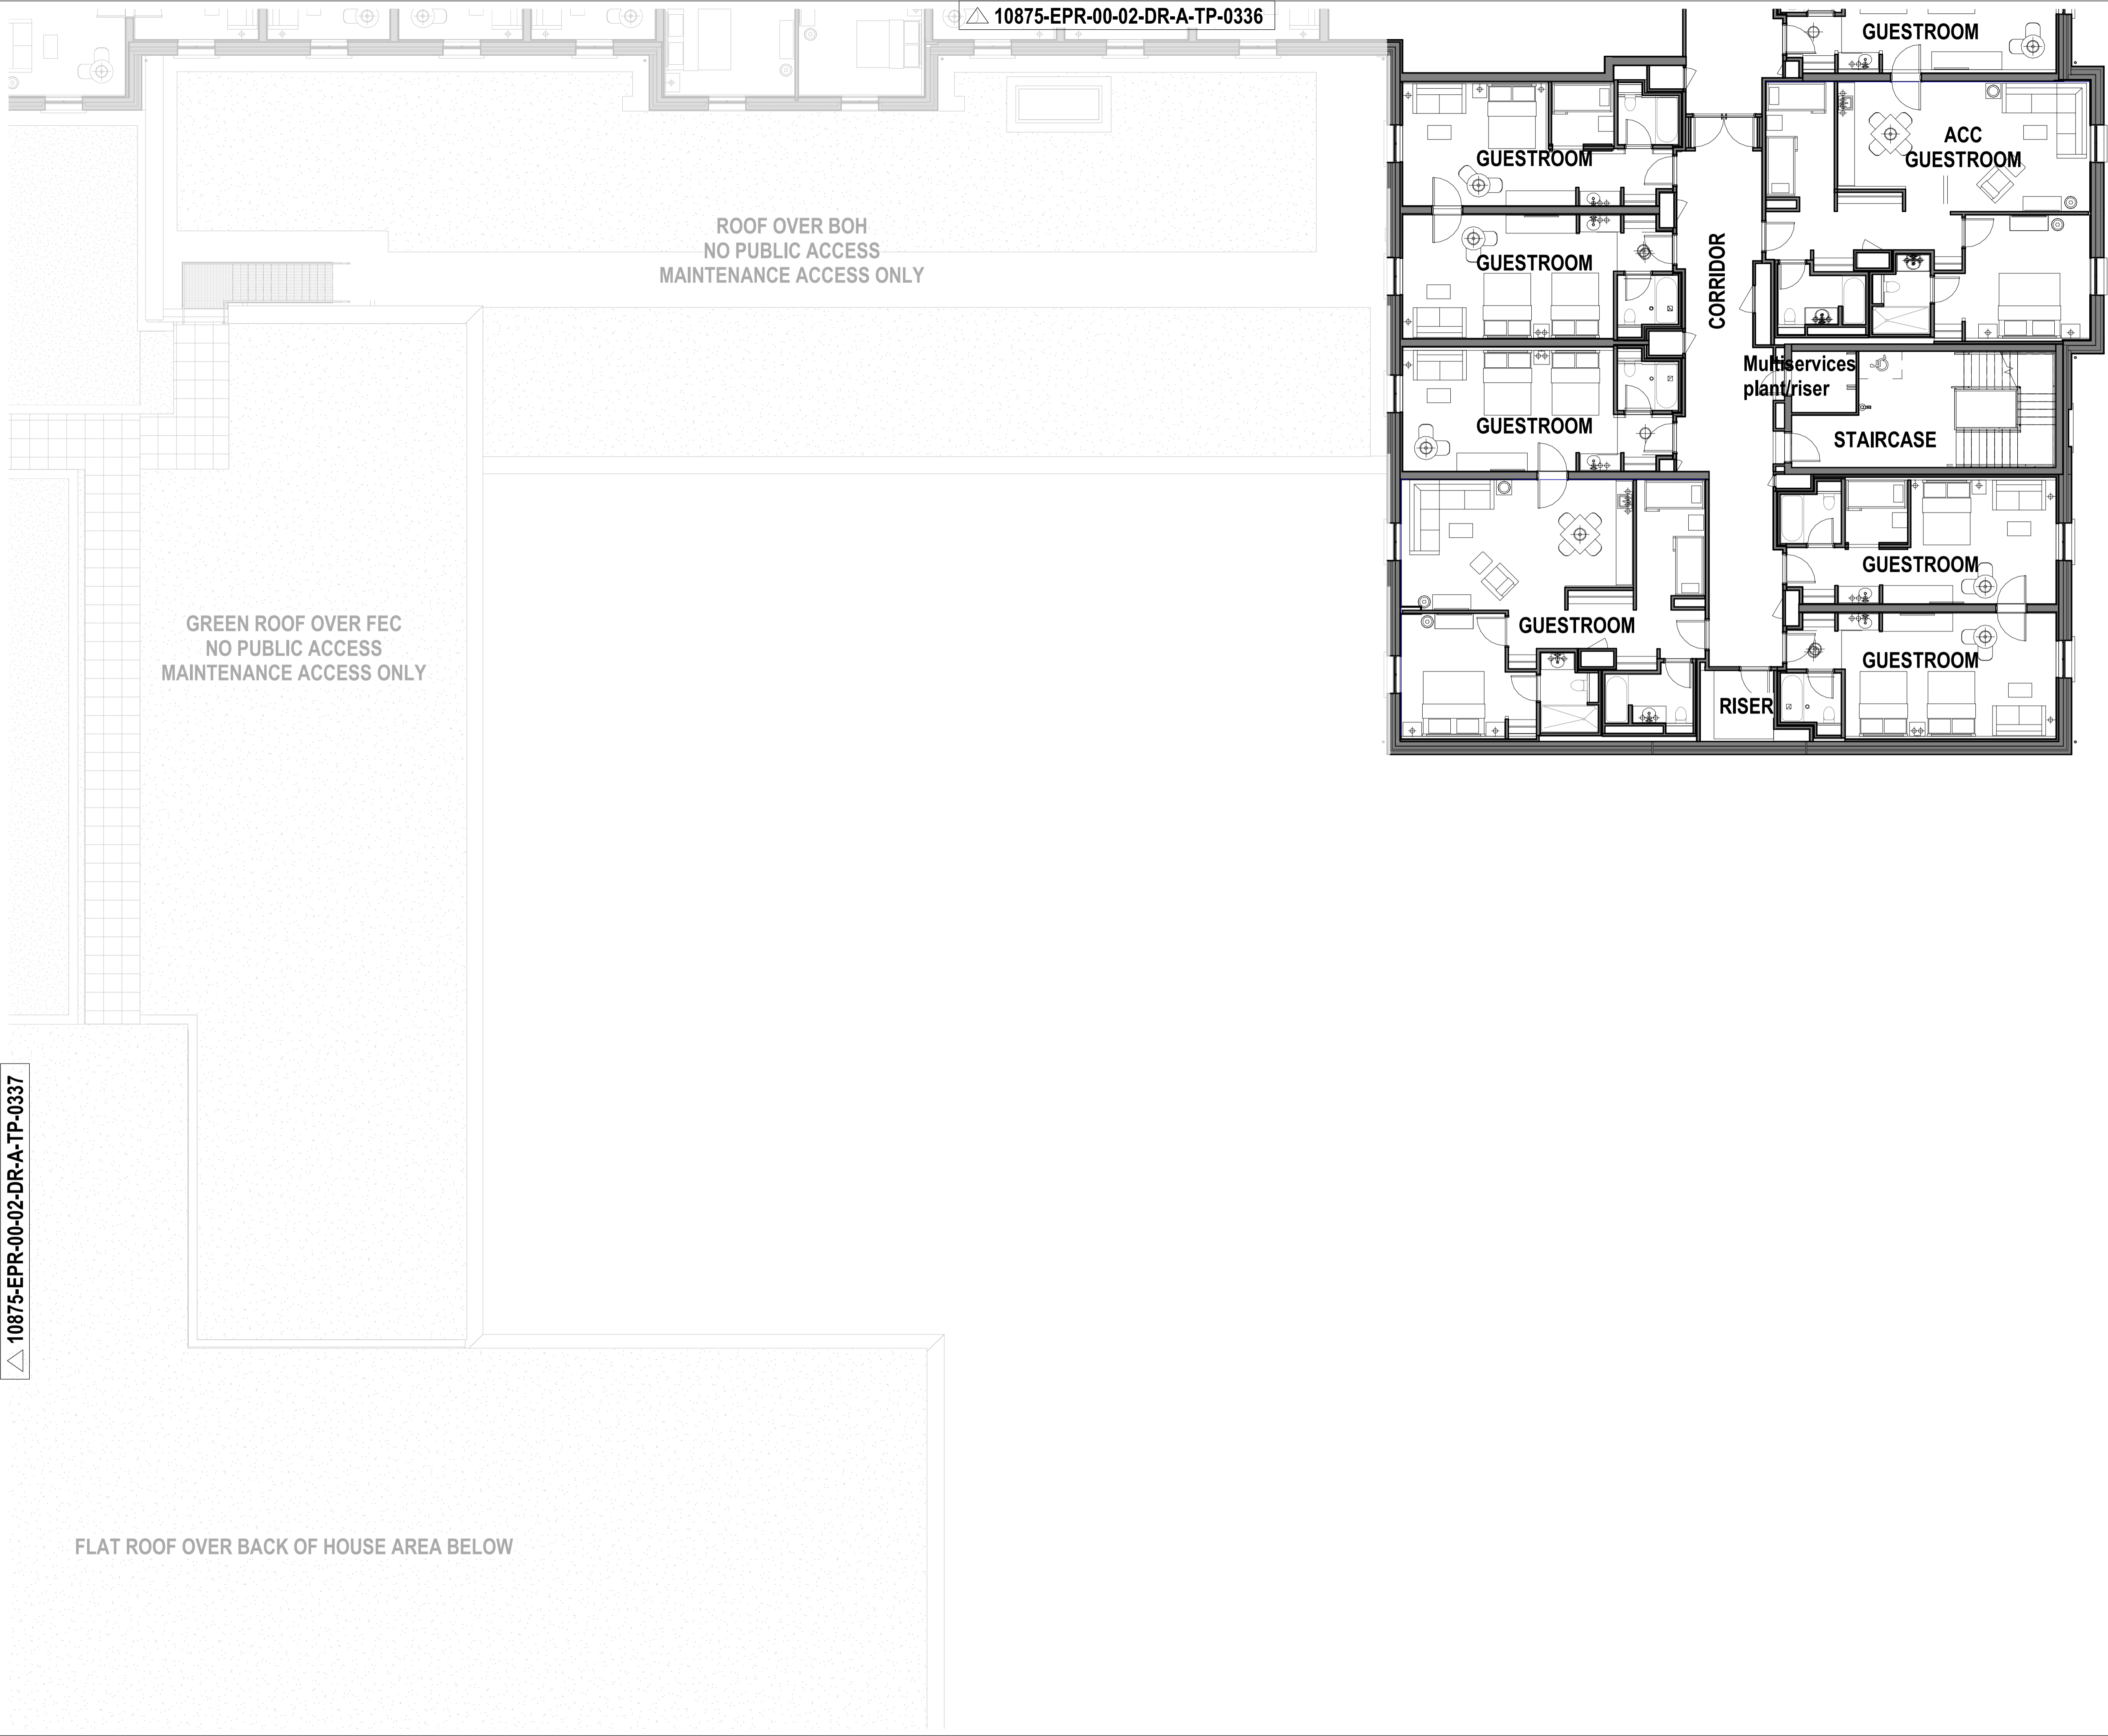 10875-EPR-00-02-DR-A-TP-0336
GUESTROOM
ACC
GUESTROOM
GUESTROOM
ROOF OVER BOH
NO PUBLIC ACCESS
MAINTENANCE ACCESS ONLY
GUESTROOM
CORRIDOR
Multiservices
plant/riser
GUESTROOM
STAIRCASE
GUESTROOM
GREEN ROOF OVER FEC
NO PUBLIC ACCESS
MAINTENANCE ACCESS ONLY
GUESTROOM
GUESTROOM
RISER
10875-EPR-00-02-DR-A-TP-0337
FLAT ROOF OVER BACK OF HOUSE AREA BELOW